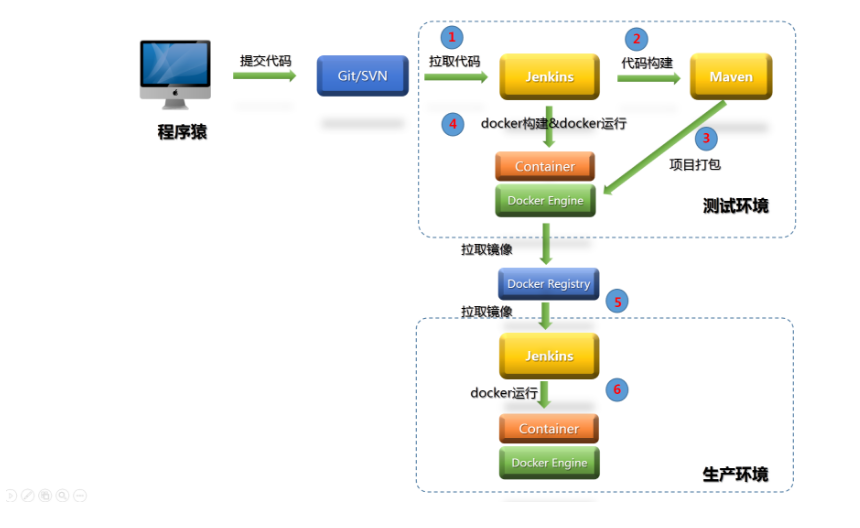 提交代码
Git/SVN
程序猿
1
拉取代码
Jenkins
2
代码构建
Maven
4
docker构建&docker运行
3
项目打包
Container
Docker Engine
测试环境
拉取镜像
Docker Registry
5
拉取镜像
Jenkins
docker运行
6
Container
Docker Engine
生产环境